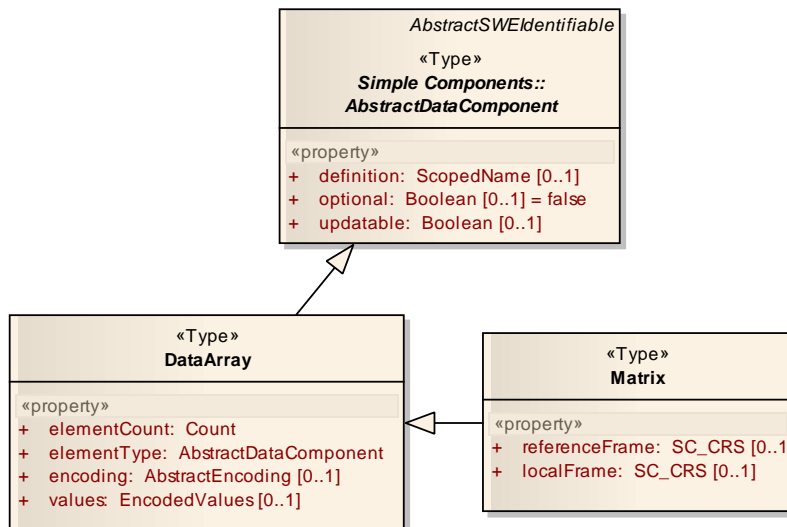 AbstractSWEIdentifiable
«Type»
Simple Components::
AbstractDataComponent
«property»
+ definition: ScopedName [0..1]
+ optional: Boolean [0..1] = false
+ updatable: Boolean [0..1]
«Type»
DataArray
«property»
+ elementCount: Count
+ elementType: AbstractDataComponent
+ encoding: AbstractEncoding [0..1]
+ values: EncodedValues [0..1]
«Type»
Matrix
«property»
+ referenceFrame: SC_CRS [0..1
+ localFrame: SC_CRS [0..1]